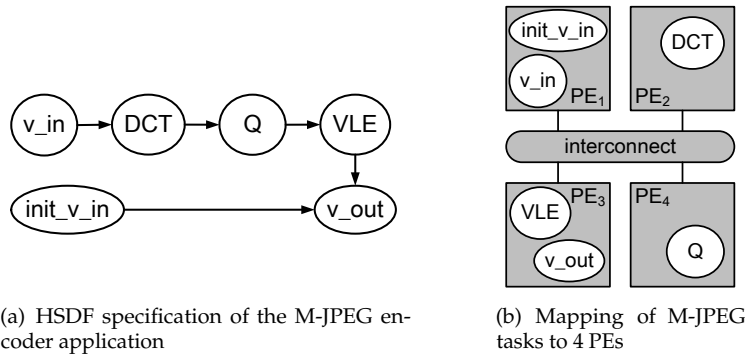 v_in
DCT
Q
VLE
init_v_in
v_out
(a) HSDF specification of the M-JPEG en-
coder application
init_v_in
v_in
PE1
DCT
PE2
interconnect
VLE
v_out
PE3
PE4
Q
(b) Mapping of M-JPEG
tasks to 4 PEs